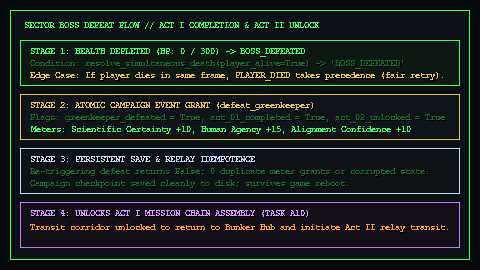 SECTOR BOSS DEFEAT FLOW // ACT I COMPLETION & ACT II UNLOCK
STAGE 1: HEALTH DEPLETED (HP: 0 / 300) -> BOSS_DEFEATED
Condition: resolve_simultaneous_death(player_alive=True) -> 'BOSS_DEFEATED'
Edge Case: If player dies in same frame, PLAYER_DIED takes precedence (fair retry).
STAGE 2: ATOMIC CAMPAIGN EVENT GRANT (defeat_greenkeeper)
Flags: greenkeeper_defeated = True, act_01_completed = True, act_02_unlocked = True
Meters: Scientific Certainty +10, Human Agency +15, Alignment Confidence +10
STAGE 3: PERSISTENT SAVE & REPLAY IDEMPOTENCE
Re-triggering defeat returns False; 0 duplicate meter grants or corrupted state.
Campaign checkpoint saved cleanly to disk; survives game reboot.
STAGE 4: UNLOCKS ACT I MISSION CHAIN ASSEMBLY (TASK A10)
Transit corridor unlocked to return to Bunker Hub and initiate Act II relay transit.